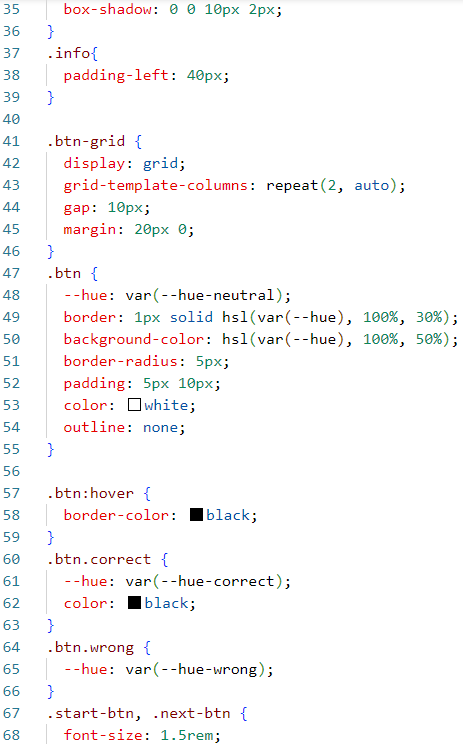 35 box-shadow: 0 0 10px 2px;
36 }
37 .info{
38 padding-left: 40px;
39 }
40
41 .btn-grid {
42 display: grid;
43 grid-template-columns: repeat(2, auto);
44 gap: 10px;
45 margin: 20px 0;
46 }
47 .btn {
48 --hue: var(--hue-neutral);
49 border: 1px solid hsl(var(--hue), 100%, 30%);
50 background-color: hsl(var(--hue), 100%, 50%);
51 border-radius: 5px;
52 padding: 5px 10px;
53 color: white;
54 outline: none;
55 }
56
57 .btn:hover {
58 border-color: black;
59 }
60 .btn.correct {
61 --hue: var(--hue-correct);
62 color: black;
63 }
64 .btn.wrong {
65 --hue: var(--hue-wrong);
66 }
67 .start-btn, .next-btn {
68 font-size: 1.5rem;